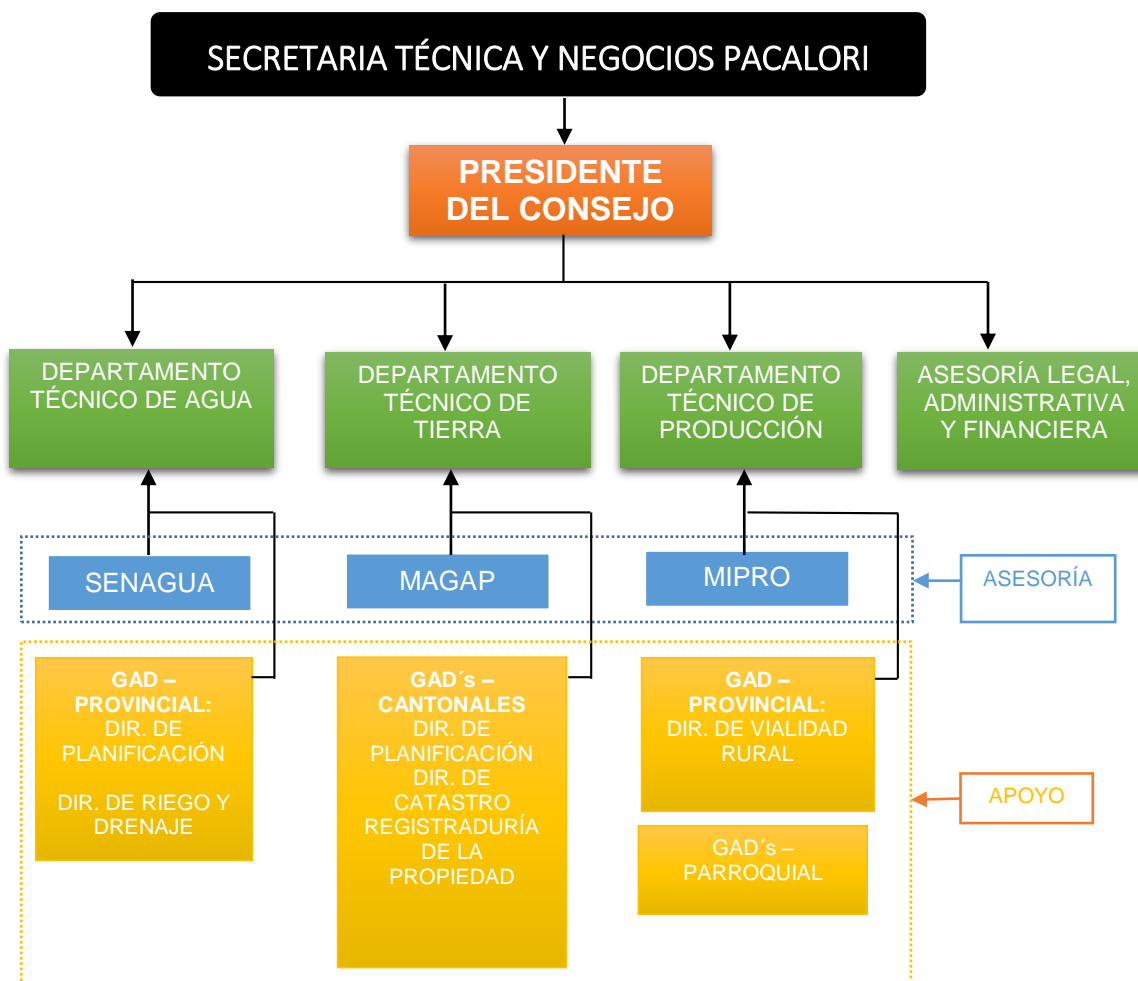 SECRETARIA TÉCNICA Y NEGOCIOS PACALORI
PRESIDENTE
DEL CONSEJO
DEPARTAMENTO
TÉCNICO DE AGUA
DEPARTAMENTO
TÉCNICO DE
TIERRA
DEPARTAMENTO
TÉCNICO DE
PRODUCCIÓN
ASESORÍA LEGAL,
ADMINISTRATIVA
Y FINANCIERA
SENAGUA
MAGAP
MIPRO
ASESORÍA
GAD –
PROVINCIAL:
DIR. DE
PLANIFICACIÓN
DIR. DE RIEGO Y
DRENAJE
GAD´s –
CANTONALES
DIR. DE
PLANIFICACIÓN
DIR. DE
CATASTRO
REGISTRADURÍA
DE LA
PROPIEDAD
GAD –
PROVINCIAL:
DIR. DE VIALIDAD
RURAL
GAD´s –
PARROQUIAL
APOYO